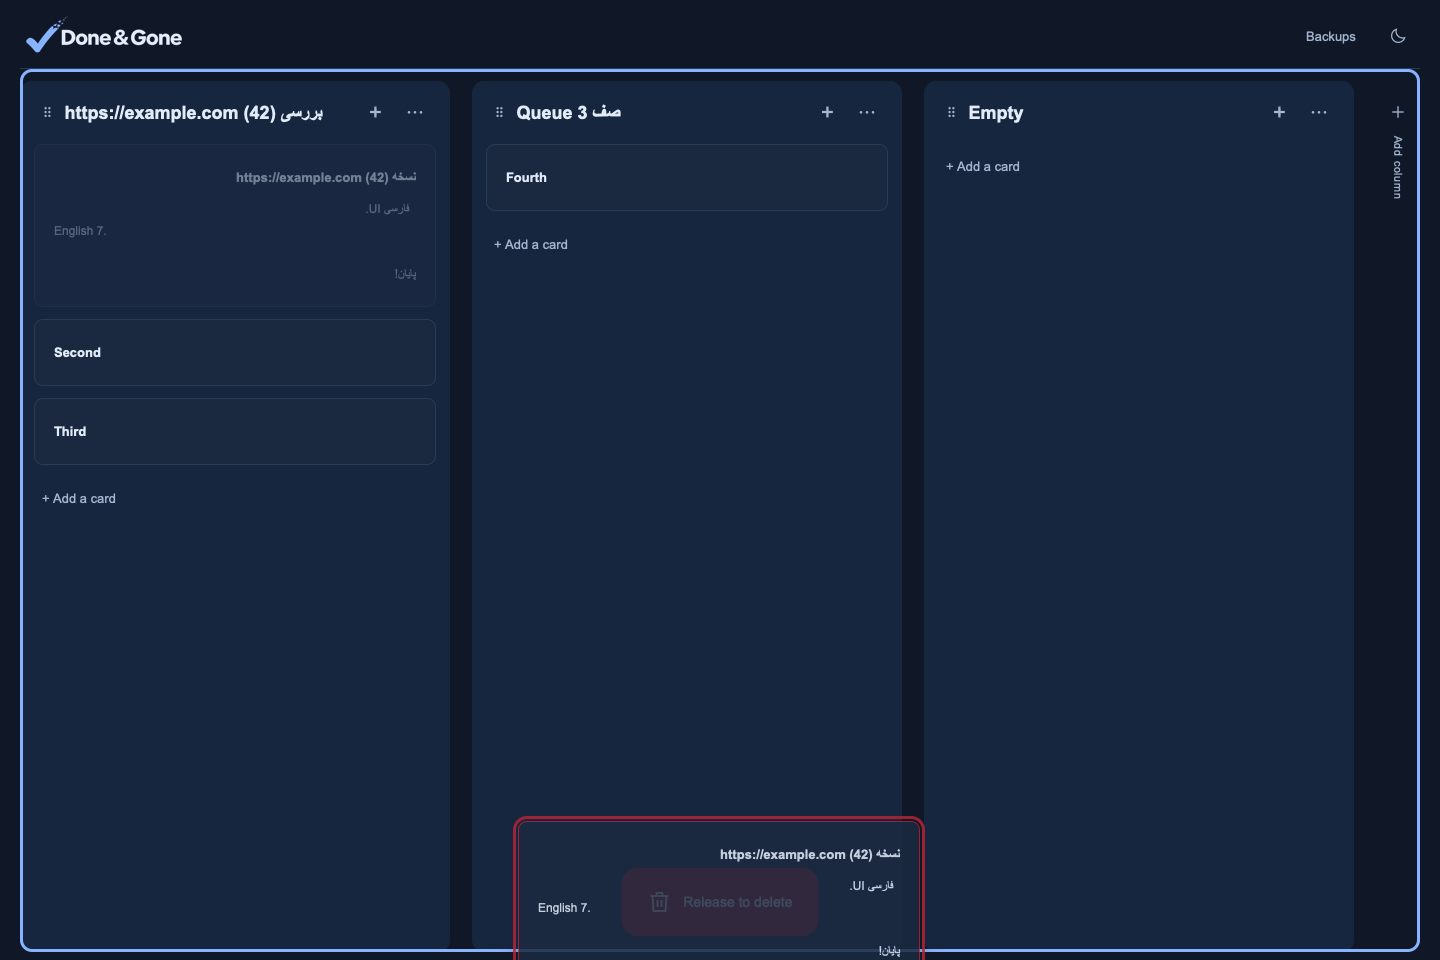 Done & Gone
Backups
بررسی (42) https://example.com
نسخه (42) https://example.com
فارسی UI.
English 7.
پایان!
Second
Third
+ Add a card
Queue 3 صف
Fourth
+ Add a card
Empty
+ Add a card
Add column
نسخه (42) https://example.com
فارسی UI.
English 7.
Release to delete
پایان!